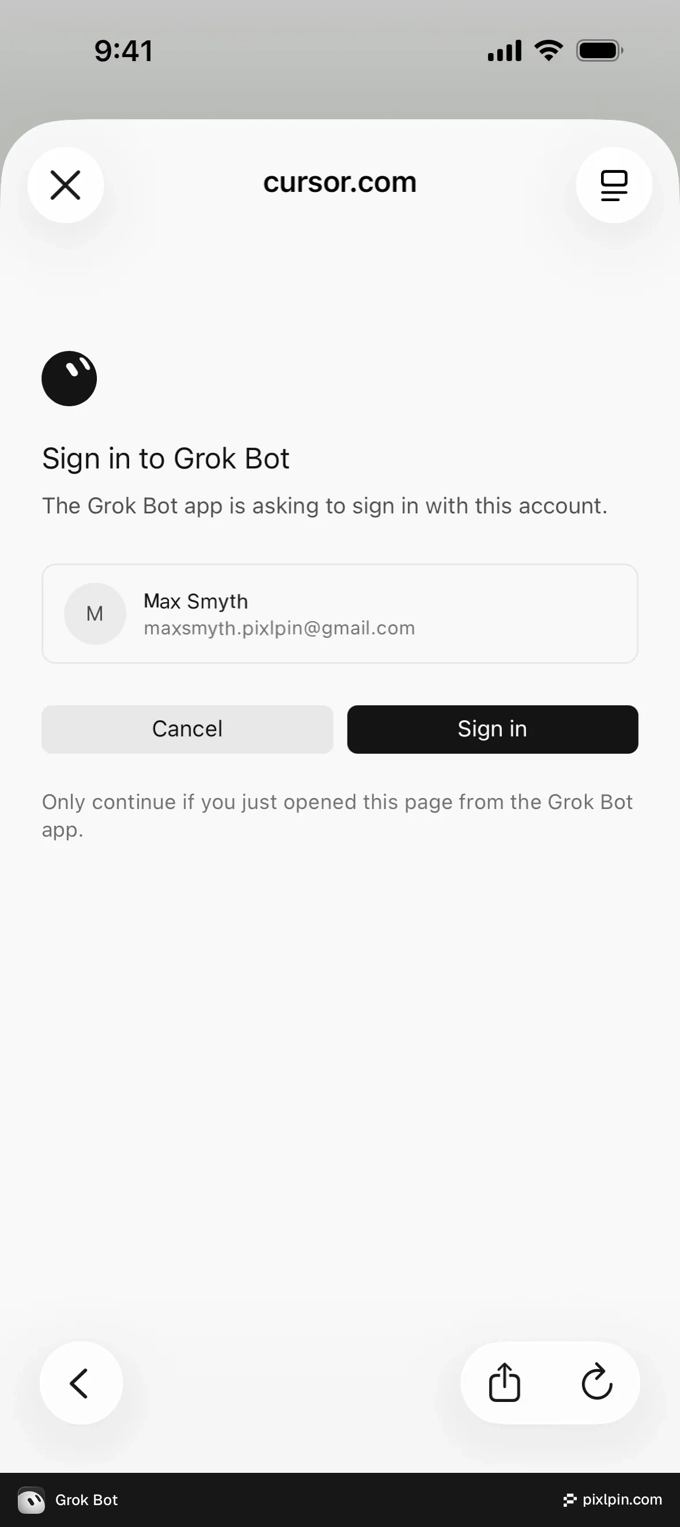 9:41
cursor.com
Sign in to Grok Bot
The Grok Bot app is asking to sign in with this account.
M
Max Smyth
maxsmyth.pixlpin@gmail.com
Cancel
Sign in
Only continue if you just opened this page from the Grok Bot
app.
Grok Bot
pixlpin.com